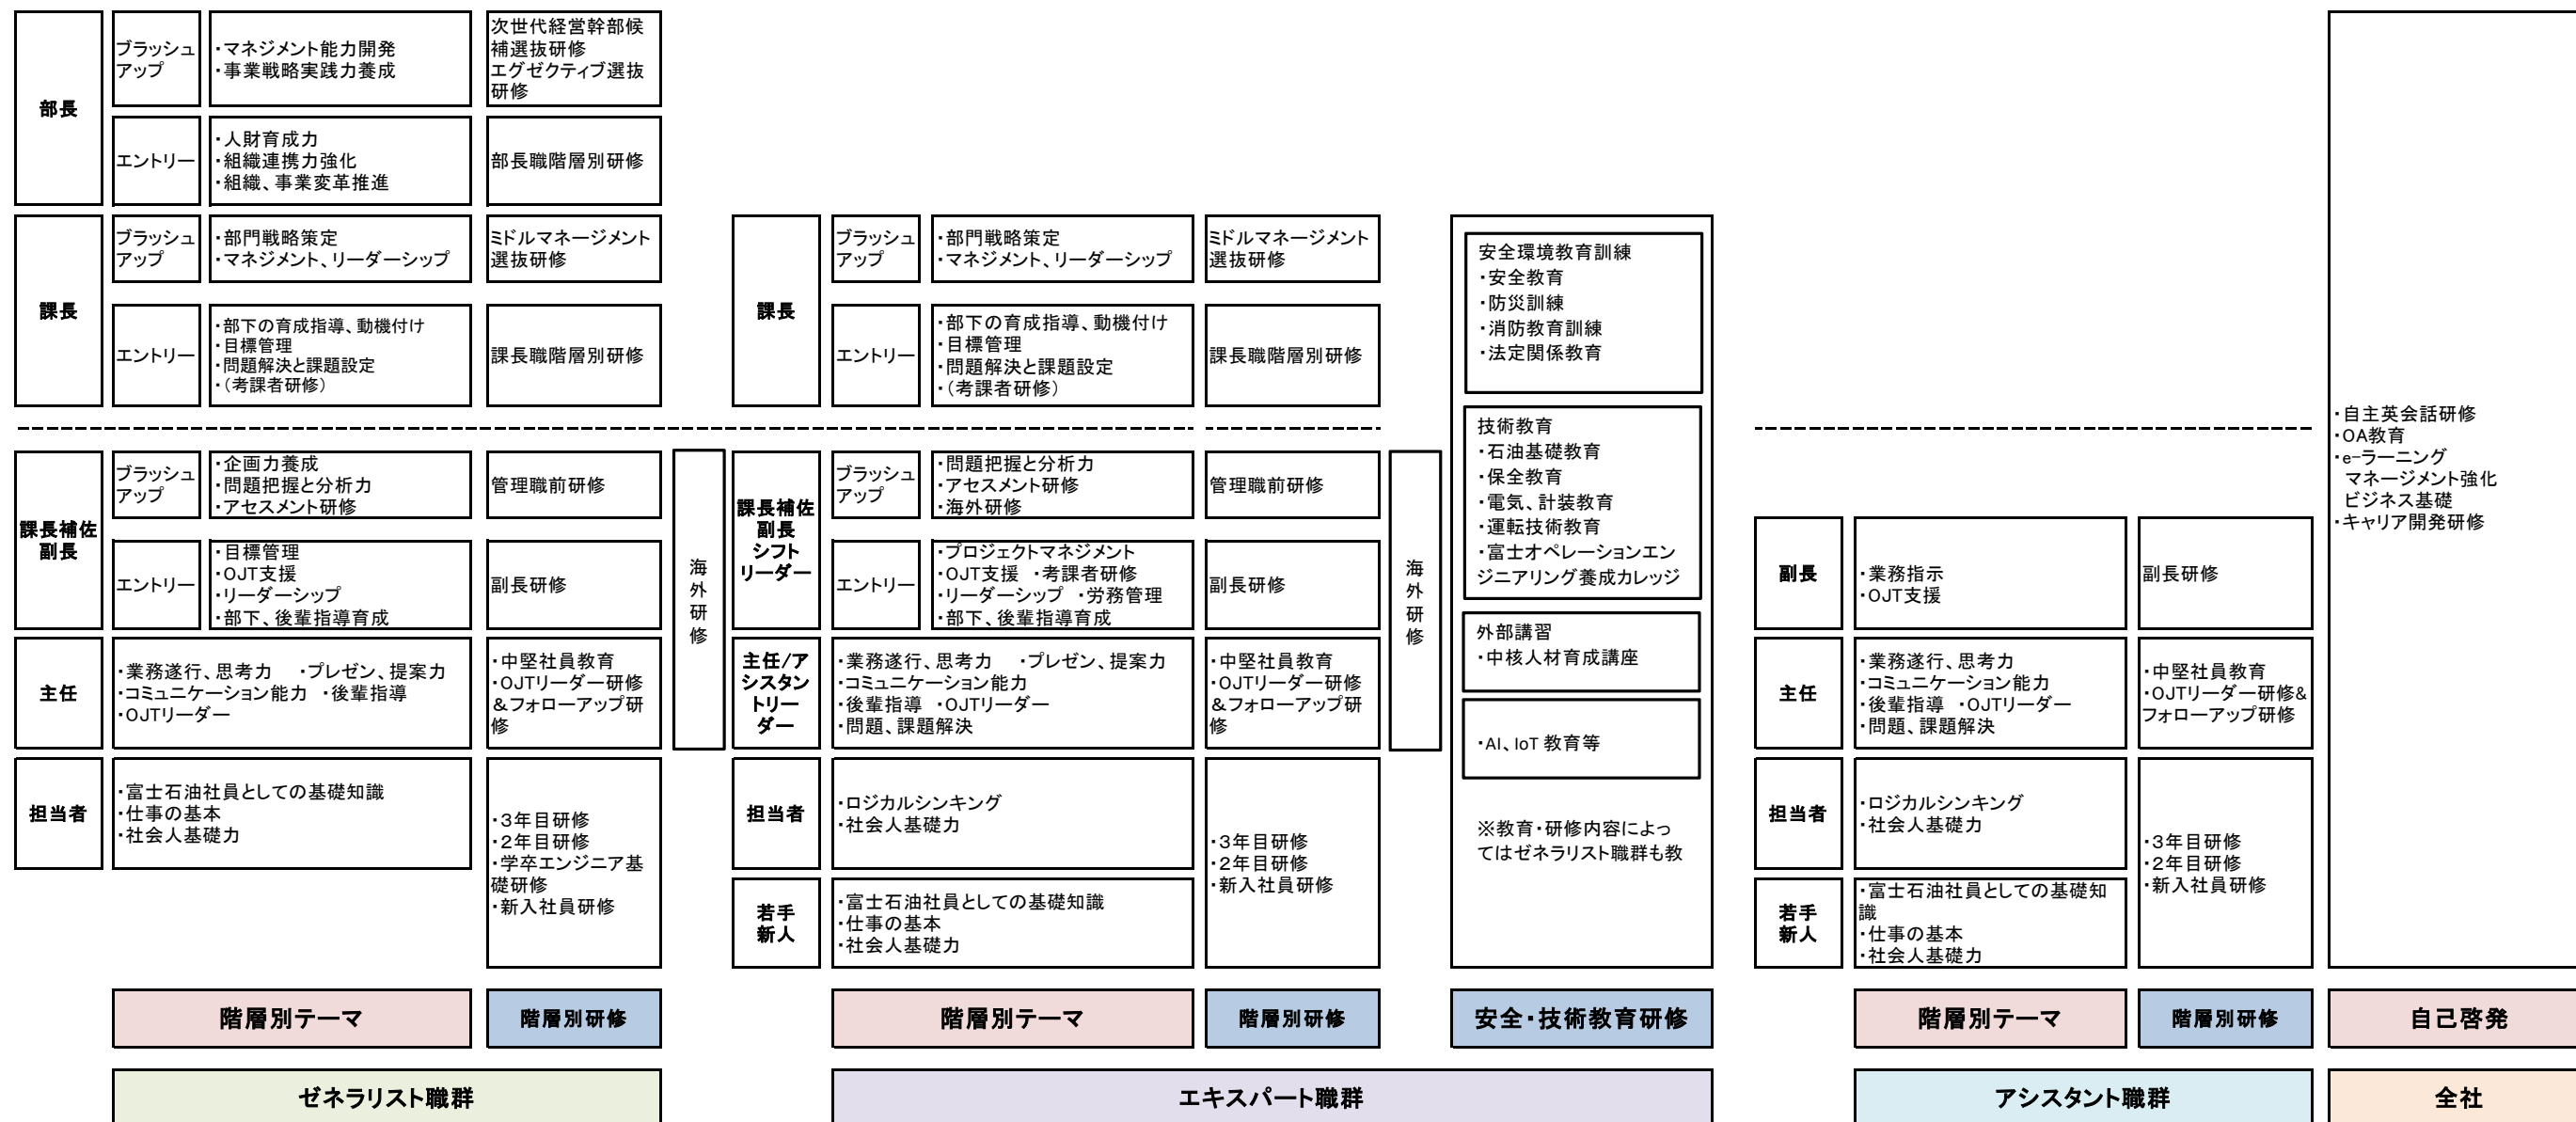 部長
ブラッシュ
アップ
・マネジメント能力開発
・事業戦略実践力養成
次世代経営幹部候
補選抜研修
エグゼクティブ選抜
研修
エントリー
・人財育成力
・組織連携力強化
・組織、事業変革推進
部長職階層別研修
課長
ブラッシュ
アップ
・部門戦略策定
・マネジメント、リーダーシップ
ミドルマネージメント
選抜研修
エントリー
・部下の育成指導、動機付け
・目標管理
・問題解決と課題設定
・（考課者研修）
課長職階層別研修
課長補佐
副長
ブラッシュ
アップ
・企画力養成
・問題把握と分析力
・アセスメント研修
管理職前研修
エントリー
・目標管理
・OJT支援
・リーダーシップ
・部下、後輩指導育成
副長研修
主任
・業務遂行、思考力　・プレゼン、提案力
・コミュニケーション能力　・後輩指導
・OJTリーダー
・中堅社員教育
・OJTリーダー研修
＆フォローアップ研
修
担当者
・富士石油社員としての基礎知識
・仕事の基本
・社会人基礎力
・3年目研修
・2年目研修
・学卒エンジニア基
礎研修
・新入社員研修
海外研修
階層別テーマ
階層別研修
ゼネラリスト職群
課長
ブラッシュ
アップ
・部門戦略策定
・マネジメント、リーダーシップ
ミドルマネージメント
選抜研修
エントリー
・部下の育成指導、動機付け
・目標管理
・問題解決と課題設定
・（考課者研修）
課長職階層別研修
課長補佐
副長
シフト
リーダー
ブラッシュ
アップ
・問題把握と分析力
・アセスメント研修
・海外研修
管理職前研修
エントリー
・プロジェクトマネジメント
・OJT支援　・考課者研修
・リーダーシップ　・労務管理
・部下、後輩指導育成
副長研修
主任/ア
シスタン
トリー
ダー
・業務遂行、思考力　・プレゼン、提案力
・コミュニケーション能力
・後輩指導　・OJTリーダー
・問題、課題解決
・中堅社員教育
・OJTリーダー研修
＆フォローアップ研
修
担当者
・ロジカルシンキング
・社会人基礎力
・3年目研修
・2年目研修
・新入社員研修
若手
新人
・富士石油社員としての基礎知識
・仕事の基本
・社会人基礎力
海外研修
安全環境教育訓練
・安全教育
・防災訓練
・消防教育訓練
・法定関係教育
技術教育
・石油基礎教育
・保全教育
・電気、計装教育
・運転技術教育
・富士オペレーションエン
ジニアリング養成カレッジ
外部講習
・中核人材育成講座
・AI、IoT 教育等
※教育・研修内容によっ
てはゼネラリスト職群も教
階層別テーマ
階層別研修
安全・技術教育研修
エキスパート職群
副長
・業務指示
・OJT支援
副長研修
主任
・業務遂行、思考力
・コミュニケーション能力
・後輩指導　・OJTリーダー
・問題、課題解決
・中堅社員教育
・OJTリーダー研修&
フォローアップ研修
担当者
・ロジカルシンキング
・社会人基礎力
・3年目研修
・2年目研修
・新入社員研修
若手
新人
・富士石油社員としての基礎知
識
・仕事の基本
・社会人基礎力
階層別テーマ
階層別研修
アシスタント職群
・自主英会話研修
・OA教育
・e-ラーニング
マネージメント強化
ビジネス基礎
・キャリア開発研修
自己啓発
全社